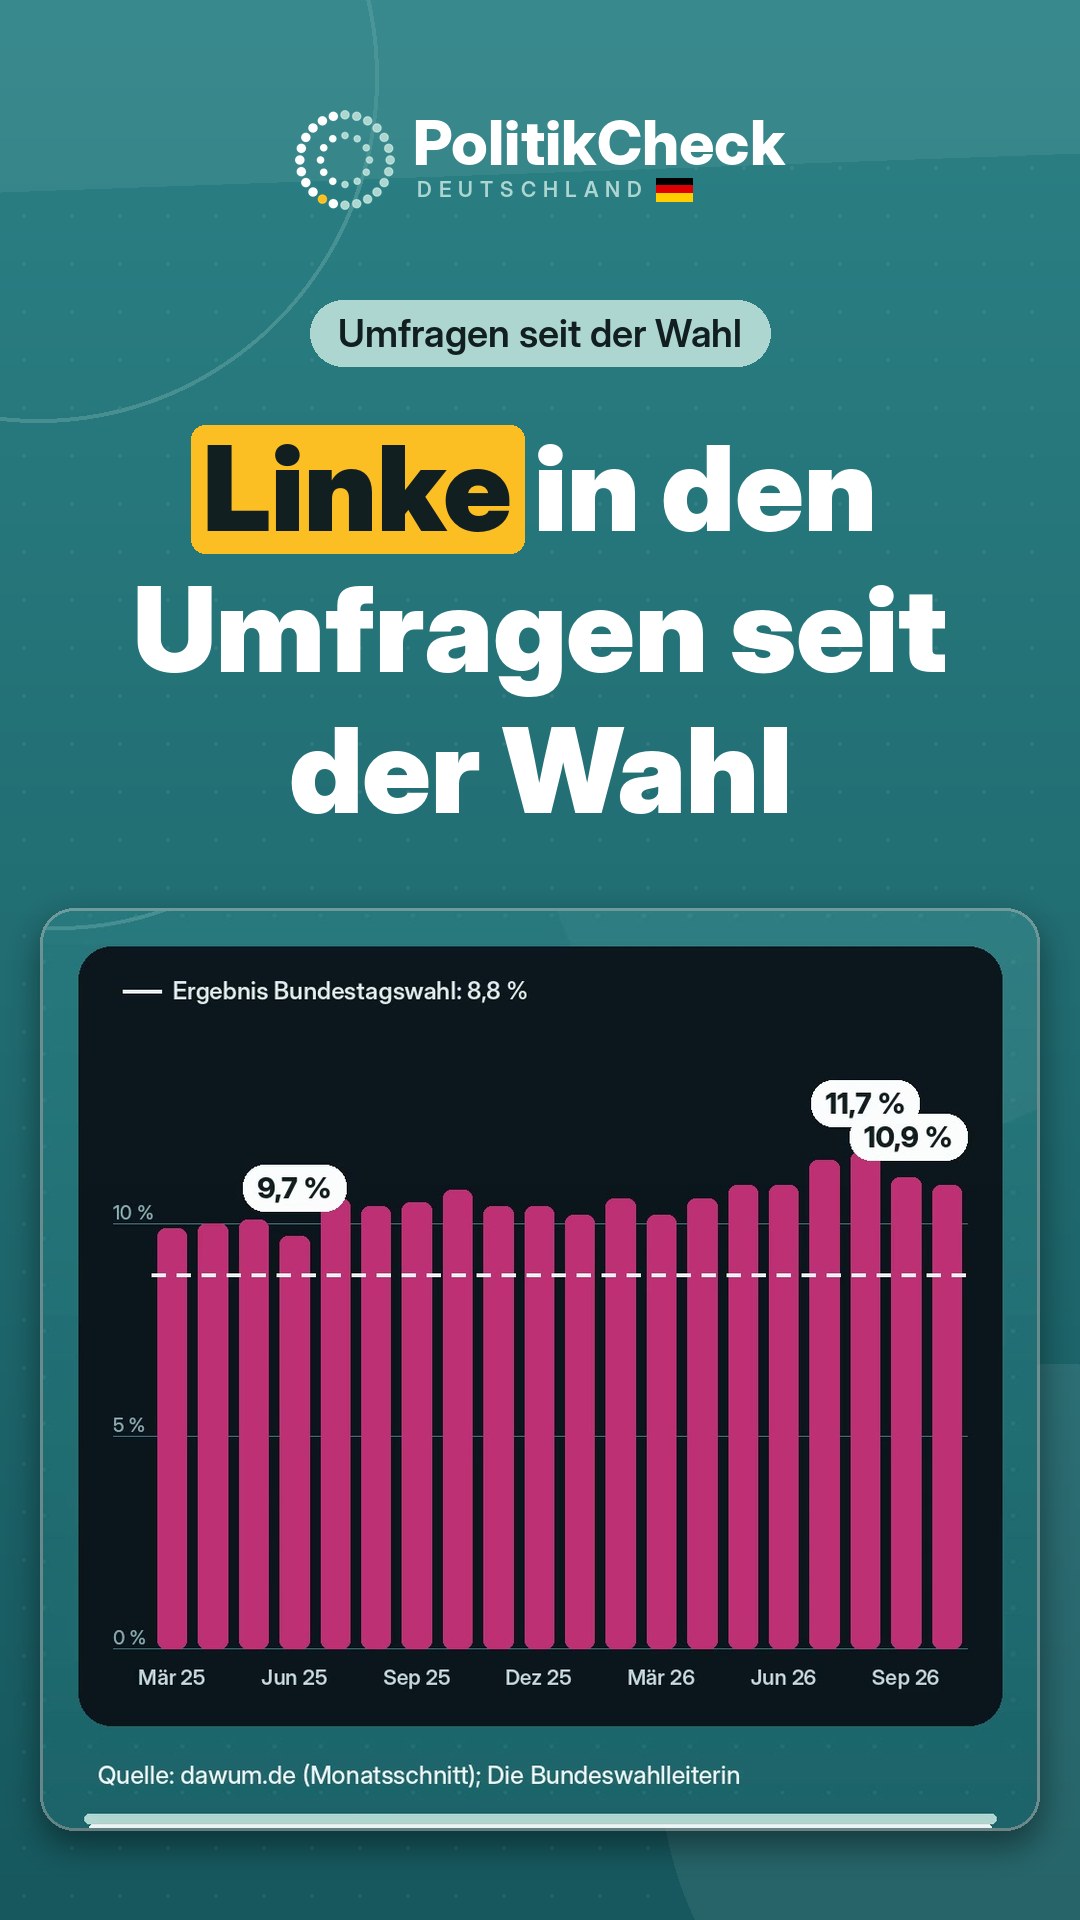 PolitikCheck
DEUTSCHLAND
Umfragen seit der Wahl
Linke in den
Umfragen seit
der Wahl
Ergebnis Bundestagswahl: 8,8 %
11,7 %
10,9 %
9,7 %
10 %
5 %
0 %
Mär 25 Jun 25 Sep 25 Dez 25 Mär 26 Jun 26 Sep 26
Quelle: dawum.de (Monatsschnitt); Die Bundeswahlleiterin